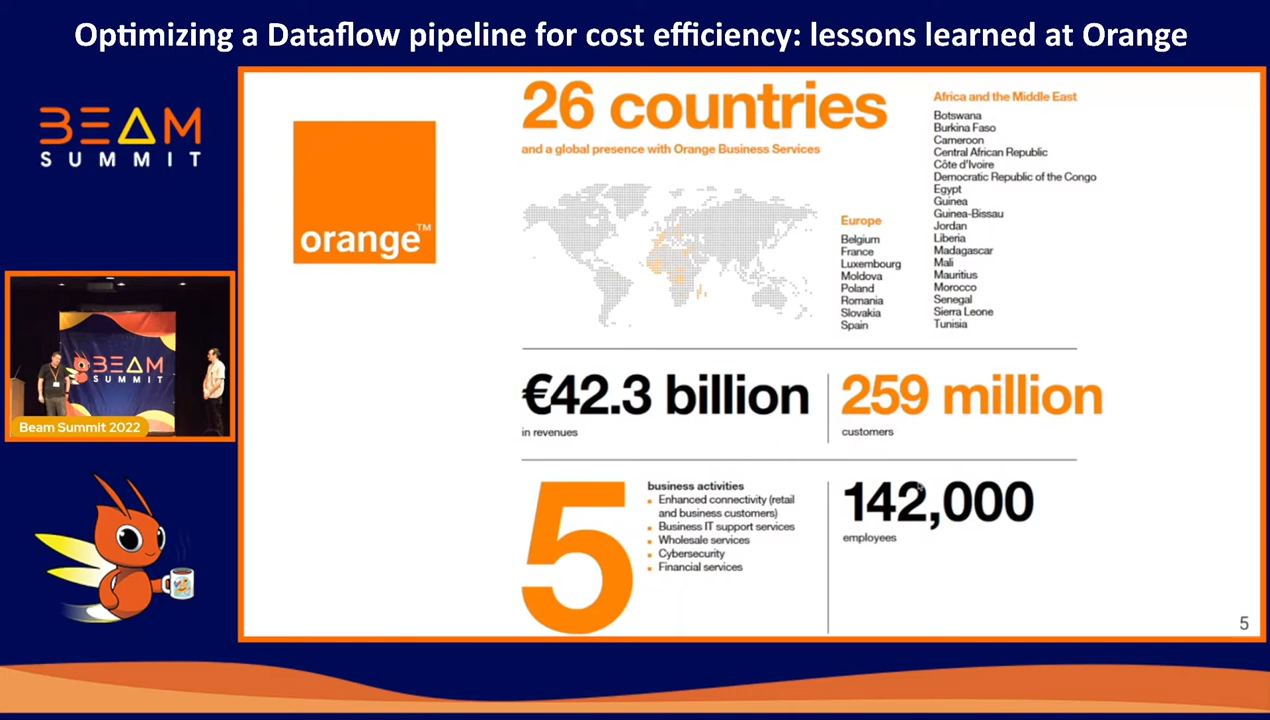 Optimizing a Dataflow pipeline for cost efficiency: lessons learned at Orange
BEAM
SUMMIT
orange™
26 countries
and a global presence with Orange Business Services
Europe
Belgium
France
Luxembourg
Moldova
Poland
Romania
Slovakia
Spain
Africa and the Middle East
Botswana
Burkina Faso
Cameroon
Central African Republic
Côte d'Ivoire
Democratic Republic of the Congo
Egypt
Guinea
Guinea-Bissau
Jordan
Liberia
Madagascar
Mali
Mauritius
Morocco
Senegal
Sierra Leone
Tunisia
€42.3 billion
in revenues
259 million
customers
5
business activities
Enhanced connectivity (retail
and business customers)
Business IT support services
Wholesale services
Cybersecurity
Financial services
142,000
employees
5
BEAM
SUMMIT
Beam Summit 2022